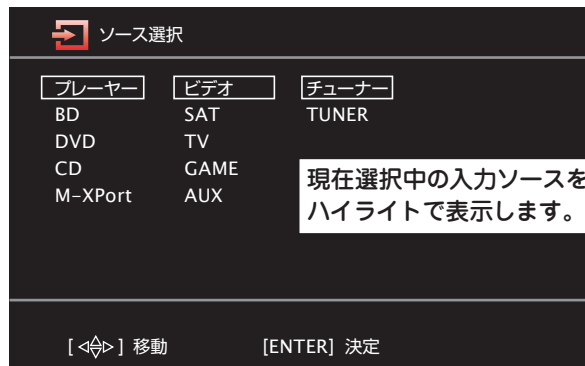 ソース選択
プレーヤー ビデオ チューナー
BD SAT TUNER
DVD TV
CD GAME
M-XPort AUX
現在選択中の入力ソースを
ハイライトで表示します。
[ ◁△▽▷ ] 移動 [ENTER] 決定